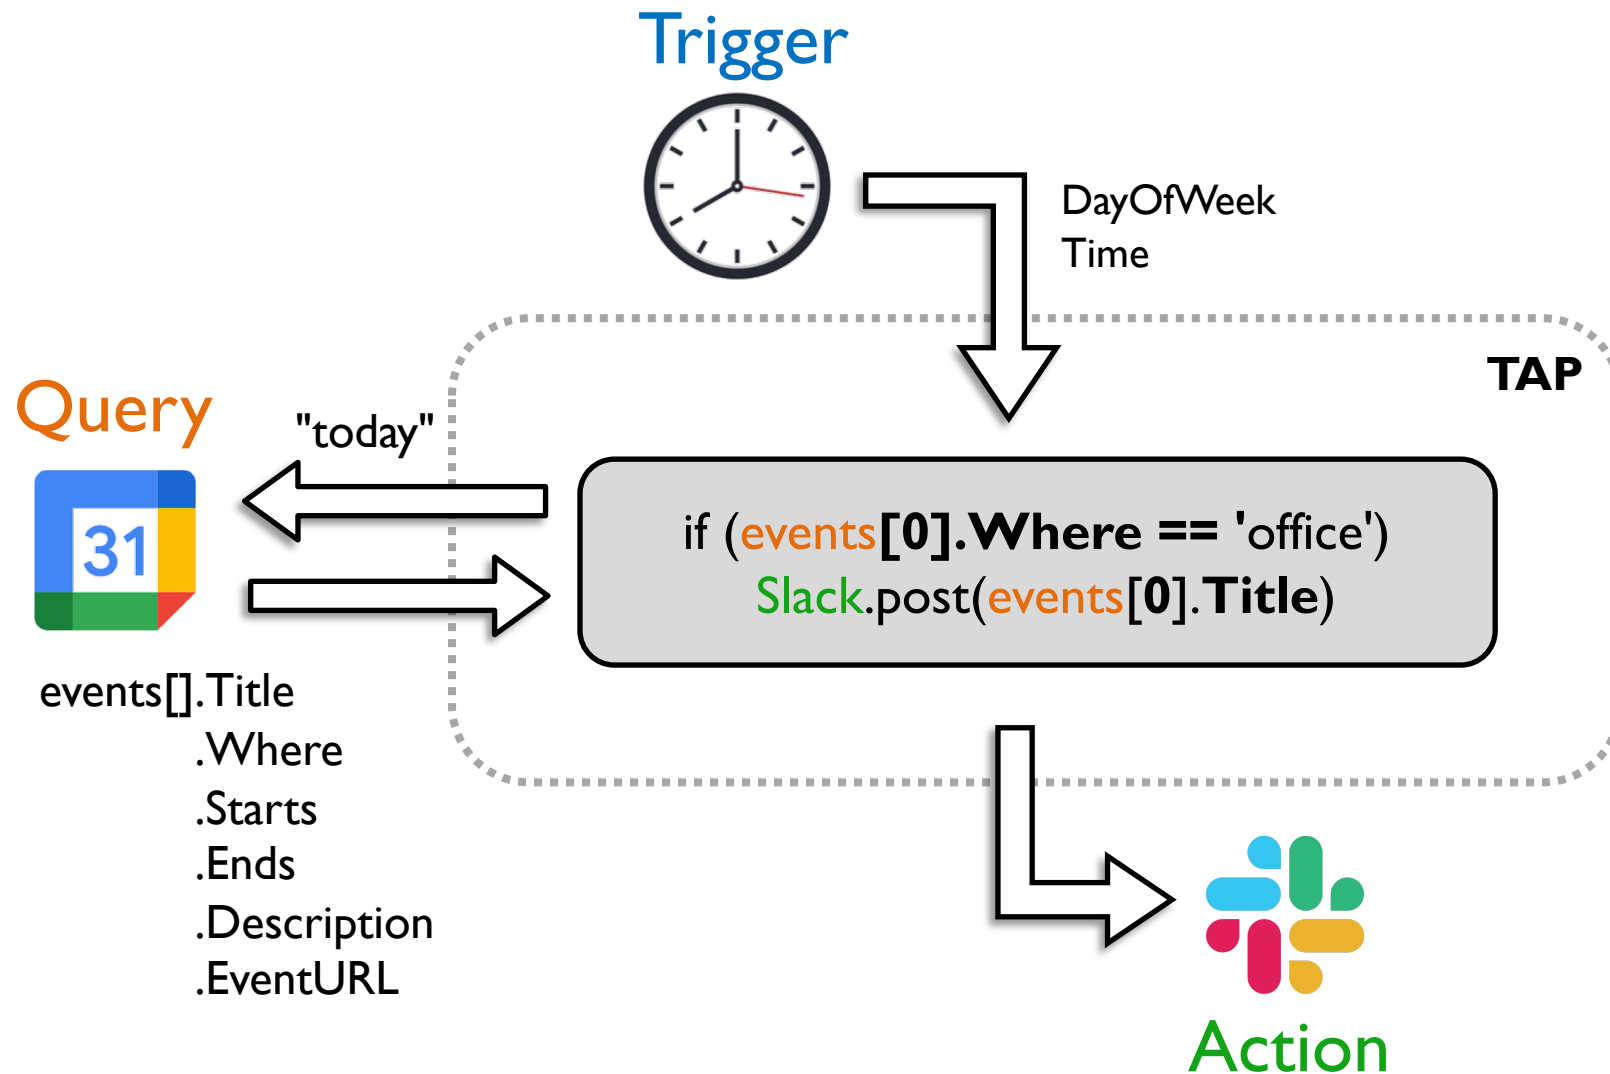 Trigger
DayOfWeek
Time
TAP
Query
"today"
31
if (events[0].Where == 'office')
Slack.post(events[0].Title)
events[].Title
.Where
.Starts
.Ends
.Description
.EventURL
Action